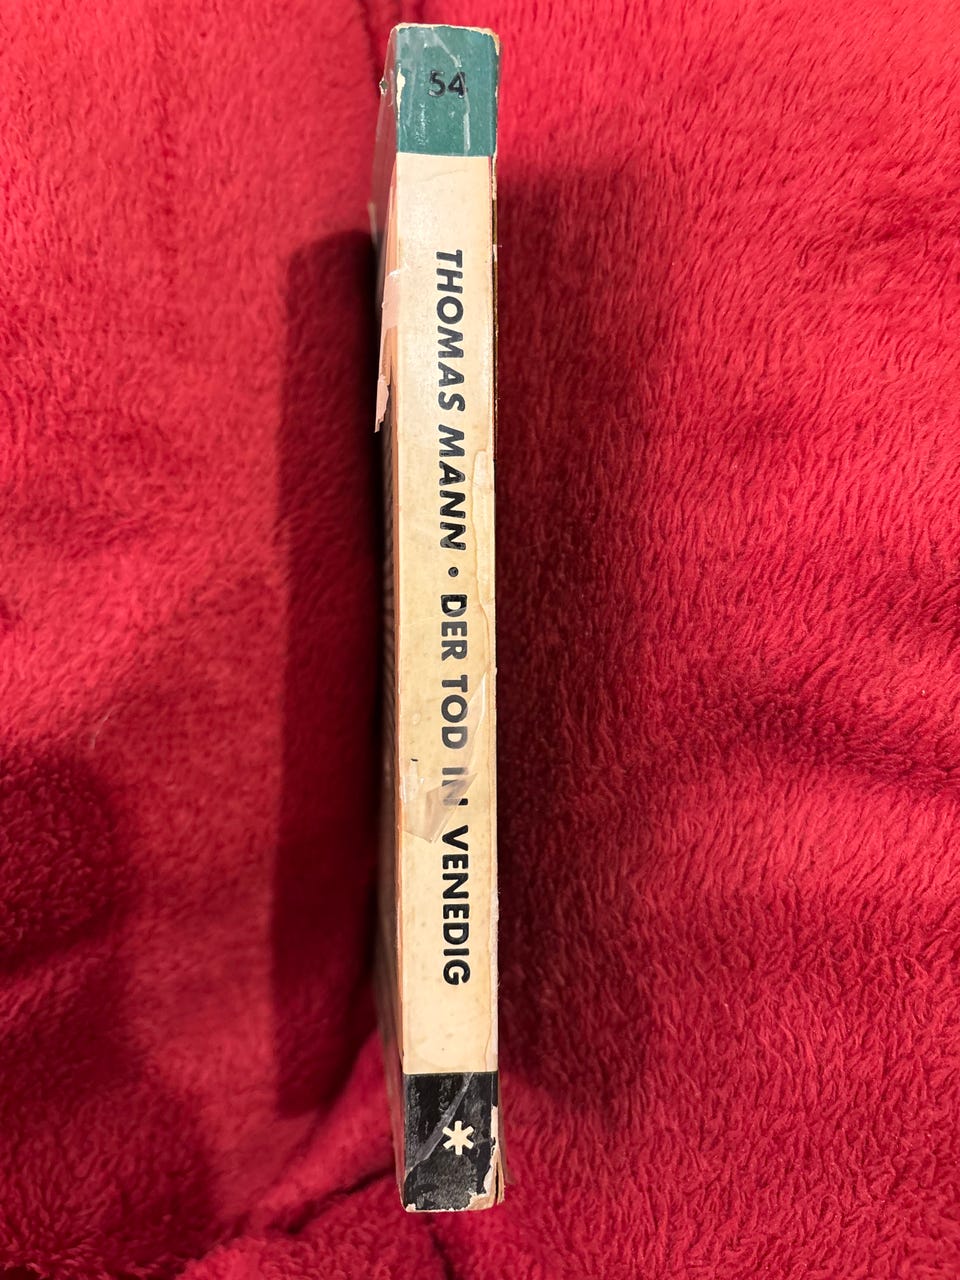 54
THOMAS MANN • DER TOD IN VENEDIG
*